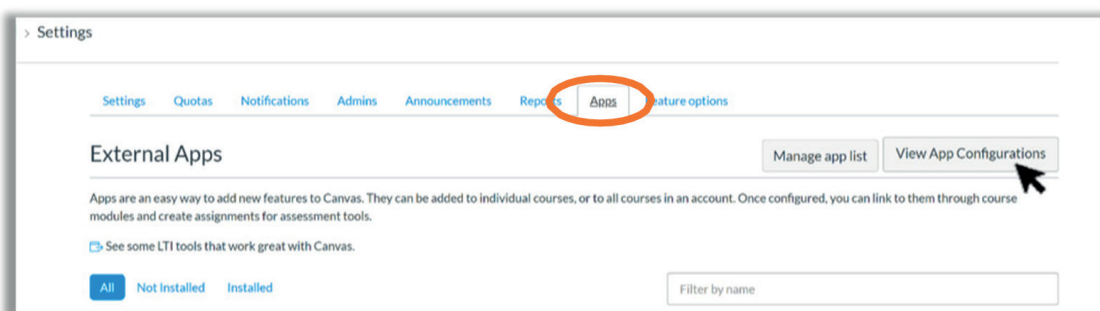 > Settings
Settings Quotas Notifications Admins Announcements Reports Apps Feature options
External Apps
Manage app list View App Configurations
Apps are an easy way to add new features to Canvas. They can be added to individual courses, or to all courses in an account. Once configured, you can link to them through course
modules and create assignments for assessment tools.
See some LTI tools that work great with Canvas.
All Not Installed Installed
Filter by name